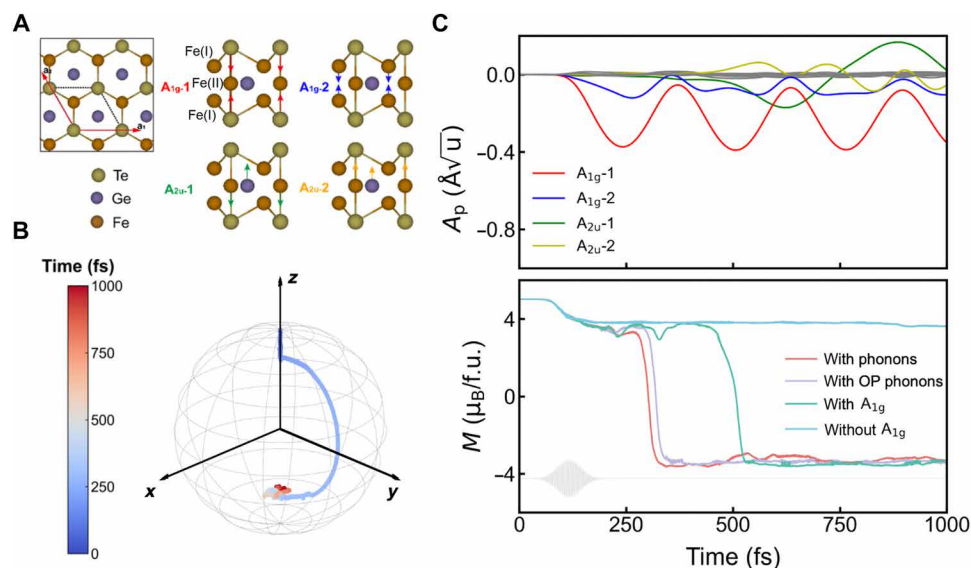 A
a₂
a₁
Te
Ge
Fe
Fe(I)
A1g-1
Fe(II)
Fe(I)
A1g-2
A2u-1
A2u-2
B
Time (fs)
1000
750
500
250
0
z
x
y
C
0.0
−0.4
−0.8
Aₚ (Å√u)
A1g-1
A1g-2
A2u-1
A2u-2
4
0
−4
M (μB/f.u.)
With phonons
With OP phonons
With A1g
Without A1g
0
250
500
750
1000
Time (fs)